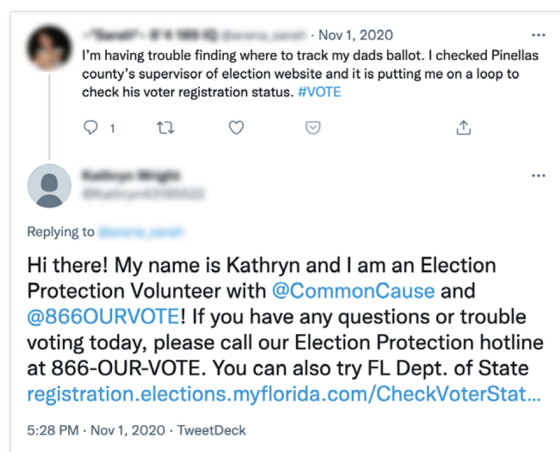 · Nov 1, 2020
I'm having trouble finding where to track my dads ballot. I checked Pinellas
county's supervisor of election website and it is putting me on a loop to
check his voter registration status. #VOTE
1
Replying to
Hi there! My name is Kathryn and I am an Election
Protection Volunteer with @CommonCause and
@866OURVOTE! If you have any questions or trouble
voting today, please call our Election Protection hotline
at 866-OUR-VOTE. You can also try FL Dept. of State
registration.elections.myflorida.com/CheckVoterStat...
5:28 PM · Nov 1, 2020 · TweetDeck